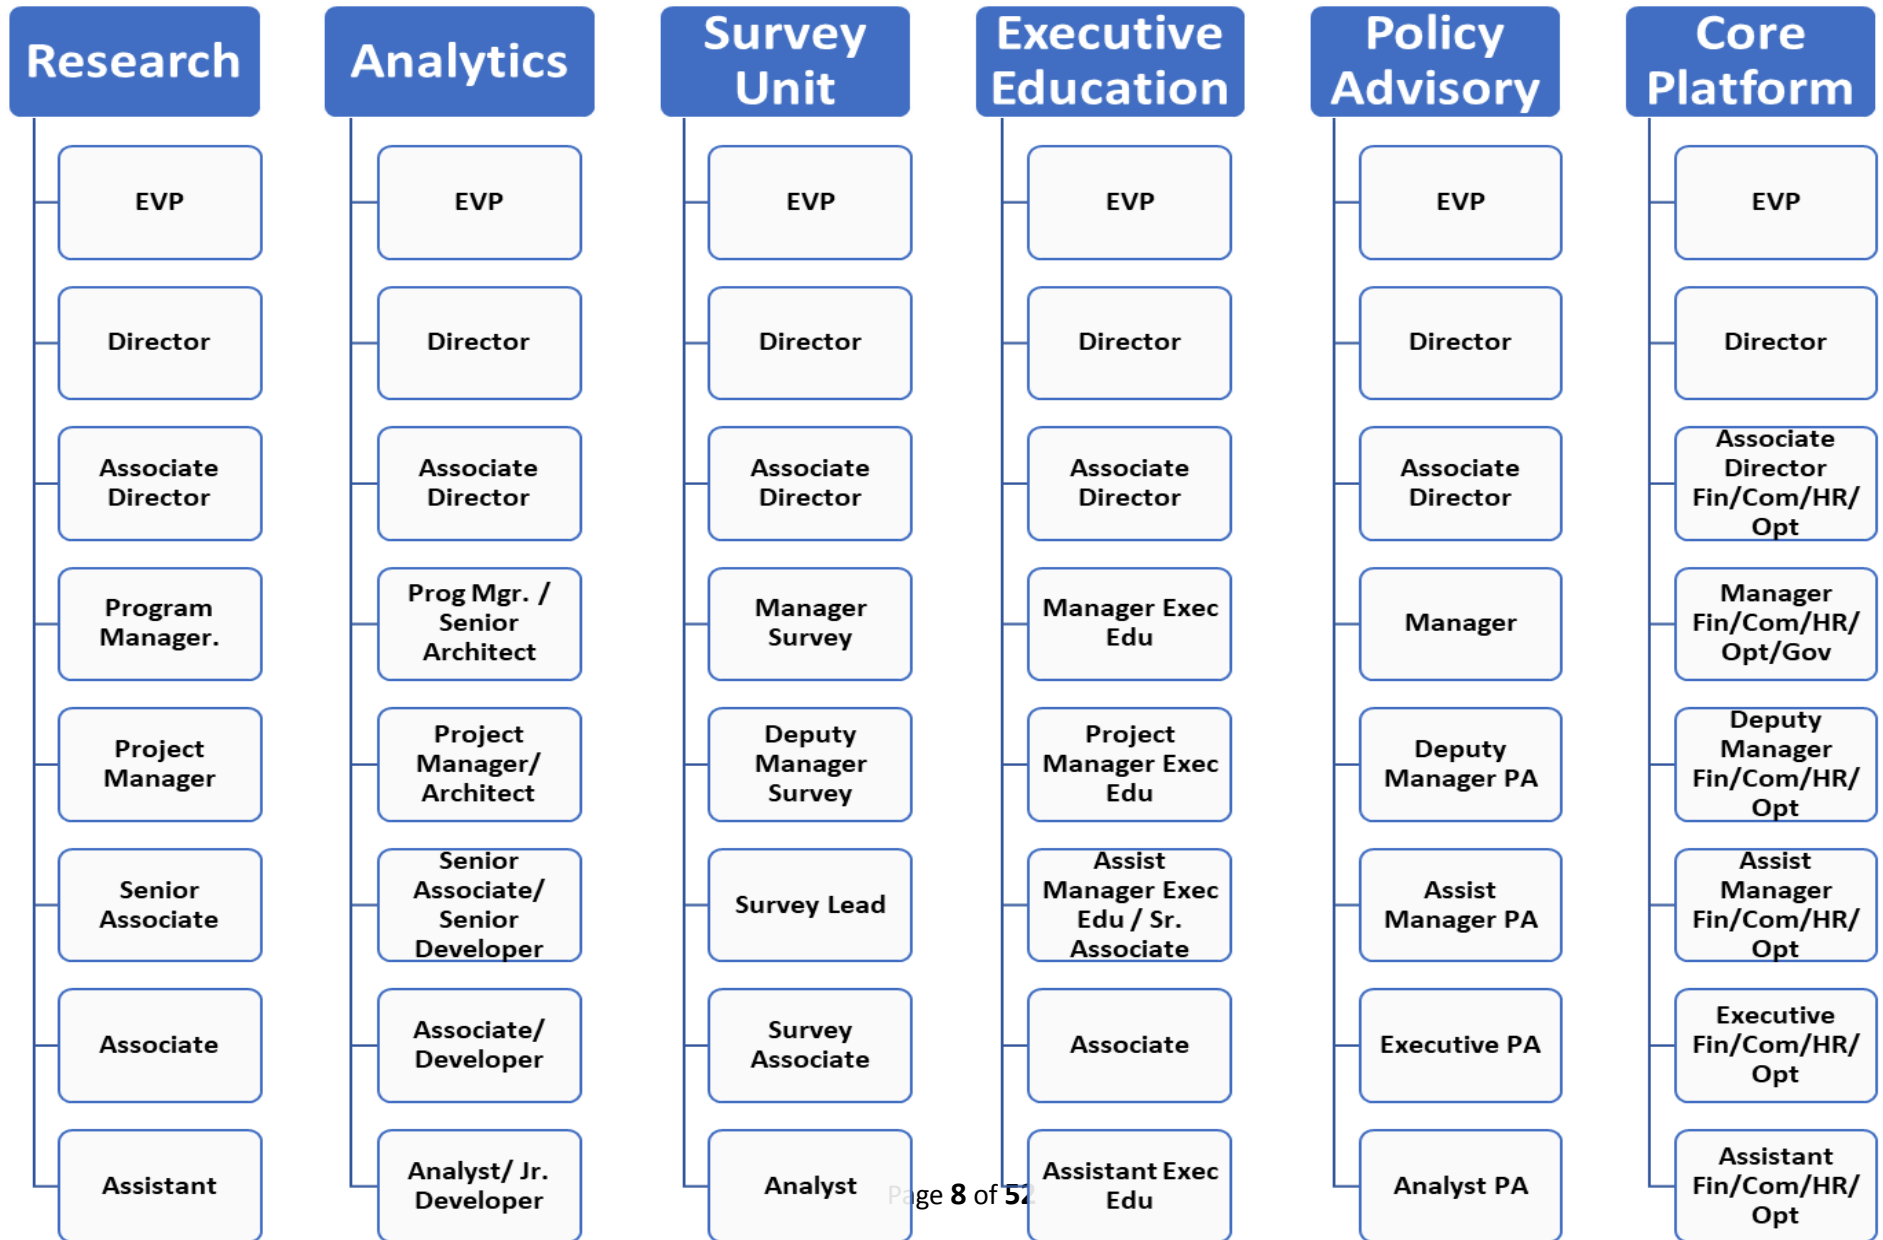 Research
EVP
Director
Associate
Director
Program
Manager.
Project
Manager
Senior
Associate
Associate
Assistant
Analytics
EVP
Director
Associate
Director
Prog Mgr. /
Senior
Architect
Project
Manager/
Architect
Senior
Associate/
Senior
Developer
Associate/
Developer
Analyst/ Jr.
Developer
Survey
Unit
EVP
Director
Associate
Director
Manager
Survey
Deputy
Manager
Survey
Survey Lead
Survey
Associate
Analyst
Executive
Education
EVP
Director
Associate
Director
Manager Exec
Edu
Project
Manager Exec
Edu
Assist
Manager Exec
Edu / Sr.
Associate
Associate
Assistant Exec
Edu
Policy
Advisory
EVP
Director
Associate
Director
Manager
Deputy
Manager PA
Assist
Manager PA
Executive PA
Analyst PA
Core
Platform
EVP
Director
Associate
Director
Fin/Com/HR/
Opt
Manager
Fin/Com/HR/
Opt/Gov
Deputy
Manager
Fin/Com/HR/
Opt
Assist
Manager
Fin/Com/HR/
Opt
Executive
Fin/Com/HR/
Opt
Assistant
Fin/Com/HR/
Opt
Page 8 of 52